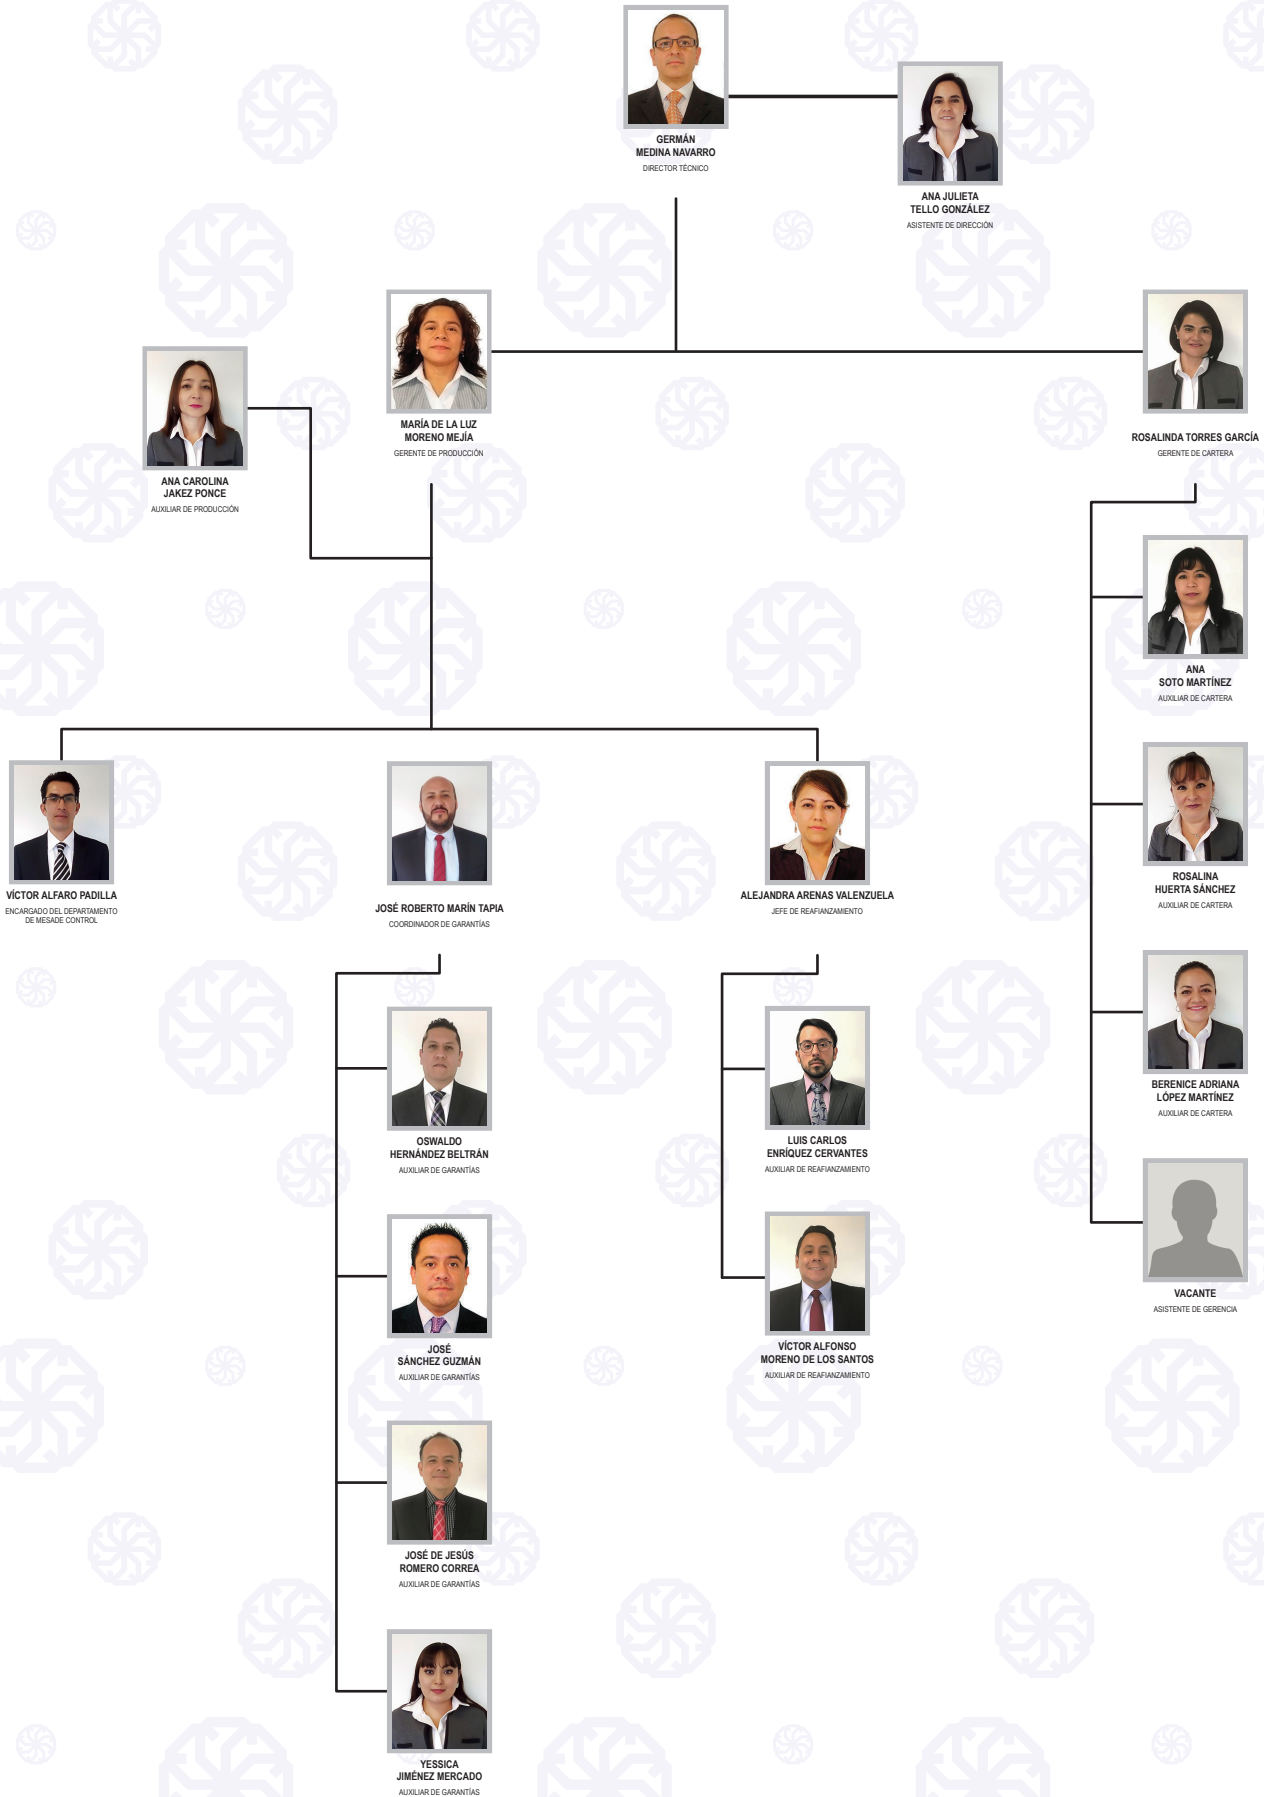 GERMÁN
MEDINA NAVARRO
DIRECTOR TÉCNICO
ANA JULIETA
TELLO GONZÁLEZ
ASISTENTE DE DIRECCIÓN
MARÍA DE LA LUZ
MORENO MEJÍA
GERENTE DE PRODUCCIÓN
ROSALINDA TORRES GARCÍA
GERENTE DE CARTERA
ANA CAROLINA
JAKEZ PONCE
AUXILIAR DE PRODUCCIÓN
ANA
SOTO MARTÍNEZ
AUXILIAR DE CARTERA
ROSALINA
HUERTA SÁNCHEZ
AUXILIAR DE CARTERA
BERENICE ADRIANA
LÓPEZ MARTÍNEZ
AUXILIAR DE CARTERA
VACANTE
ASISTENTE DE GERENCIA
VÍCTOR ALFARO PADILLA
ENCARGADO DEL DEPARTAMENTO
DE MESADE CONTROL
JOSÉ ROBERTO MARÍN TAPIA
COORDINADOR DE GARANTÍAS
ALEJANDRA ARENAS VALENZUELA
JEFE DE REAFIANZAMIENTO
OSWALDO
HERNÁNDEZ BELTRÁN
AUXILIAR DE GARANTÍAS
JOSÉ
SÁNCHEZ GUZMÁN
AUXILIAR DE GARANTÍAS
JOSÉ DE JESÚS
ROMERO CORREA
AUXILIAR DE GARANTÍAS
YESSICA
JIMÉNEZ MERCADO
AUXILIAR DE GARANTÍAS
LUIS CARLOS
ENRÍQUEZ CERVANTES
AUXILIAR DE REAFIANZAMIENTO
VÍCTOR ALFONSO
MORENO DE LOS SANTOS
AUXILIAR DE REAFIANZAMIENTO